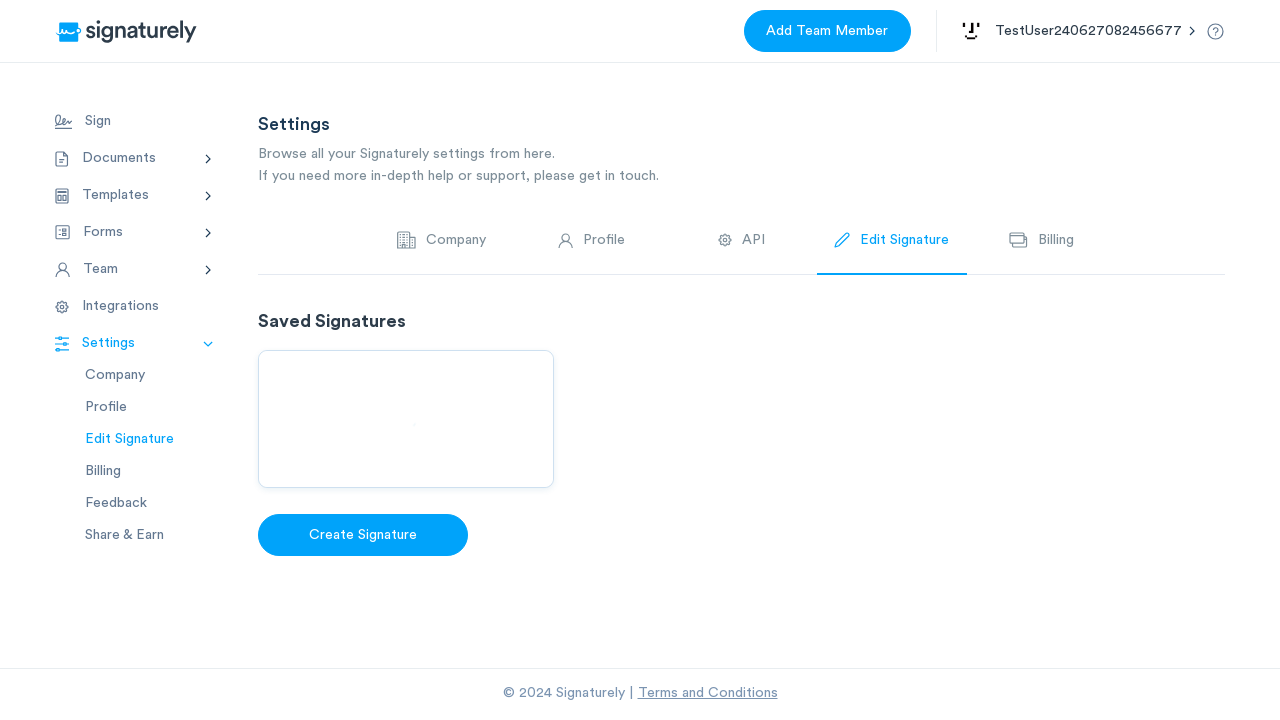 signaturely
Add Team Member
TestUser240627082456677
Sign
Documents
Templates
Forms
Team
Integrations
Settings
Company
Profile
Edit Signature
Billing
Feedback
Share & Earn
Settings
Browse all your Signaturely settings from here.
If you need more in-depth help or support, please get in touch.
Company
Profile
API
Edit Signature
Billing
Saved Signatures
Create Signature
© 2024 Signaturely | Terms and Conditions